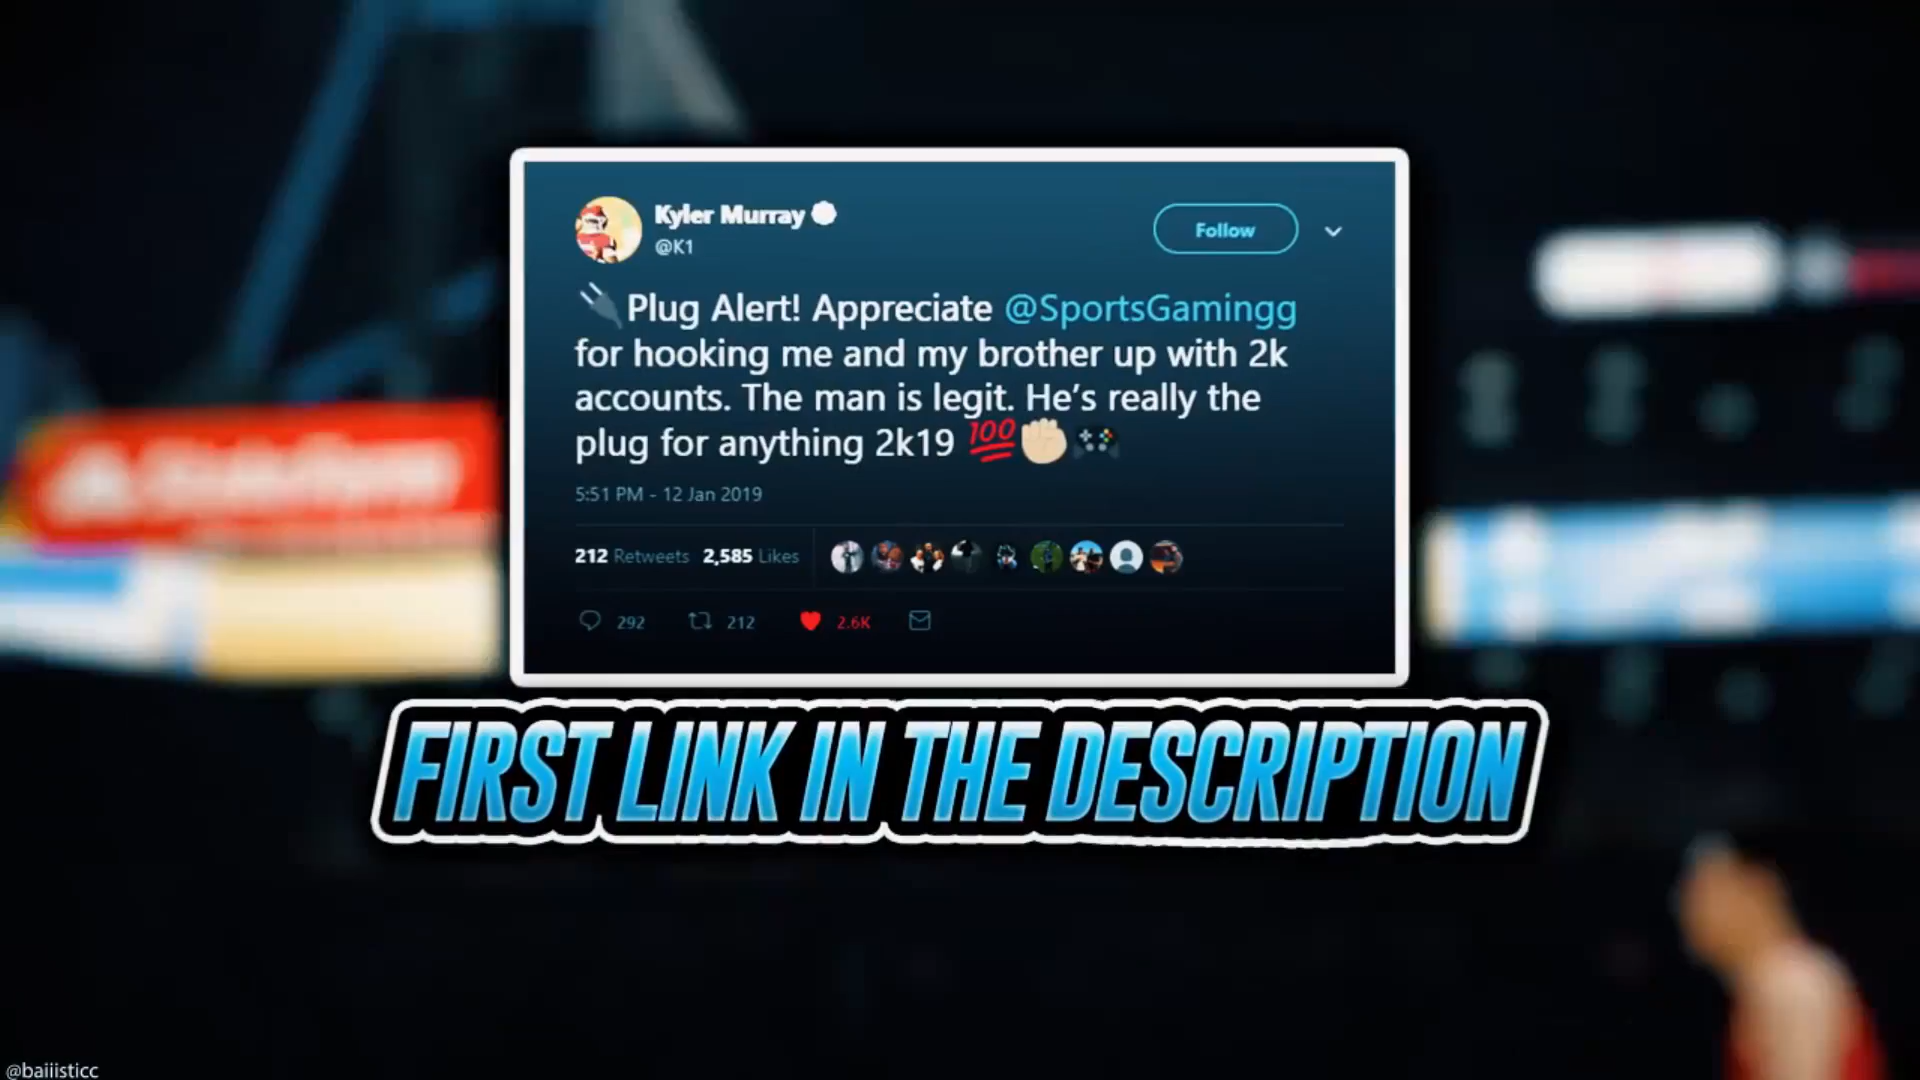 Kyler Murray
@K1
Follow
Plug Alert! Appreciate @SportsGamingg
for hooking me and my brother up with 2k
accounts. The man is legit. He's really the
plug for anything 2k19 💯✊🏼🎮
5:51 PM - 12 Jan 2019
212 Retweets 2,585 Likes
292 212 2.6K
FIRST LINK IN THE DESCRIPTION
@baiiisticc